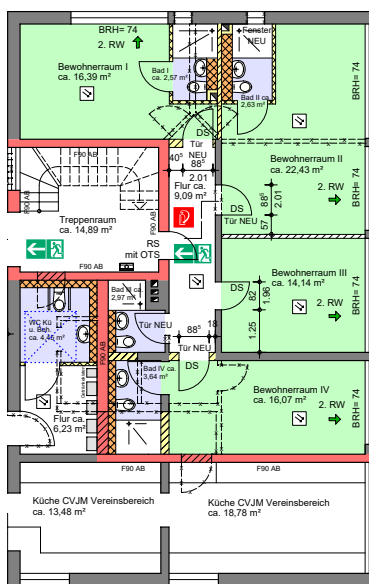 BRH= 74
2. RW
Bewohnerraum I
ca. 16,39 m²
Bad I ca.
2,57 m²
Fenster
NEU
Bad II ca.
2,63 m²
BRH= 74
DS
Tür
NEU
40⁵
88⁵
2.01
Flur ca.
9,09 m²
Bewohnerraum II
ca. 22,43 m²
2. RW
BRH= 74
DS
Tür NEU
88⁵
2.01
57
F90 AB
F90 AB
Treppenraum
ca. 14,89 m²
RS
mit OTS
F90 AB
Bewohnerraum III
ca. 14,14 m²
2. RW
BRH= 74
82
1.96
1.25
Bad III ca.
2,97 m²
Tür NEU
WC Kü
u. Beh.
ca. 4,45 m²
88⁵
18
Tür NEU
DS
F90 AB
Bad IV ca.
3,64 m²
Bewohnerraum IV
ca. 16,07 m²
2. RW
BRH= 74
Flur ca.
6,23 m²
F90 AB
F90 AB
Küche CVJM Vereinsbereich
ca. 13,48 m²
Küche CVJM Vereinsbereich
ca. 18,78 m²